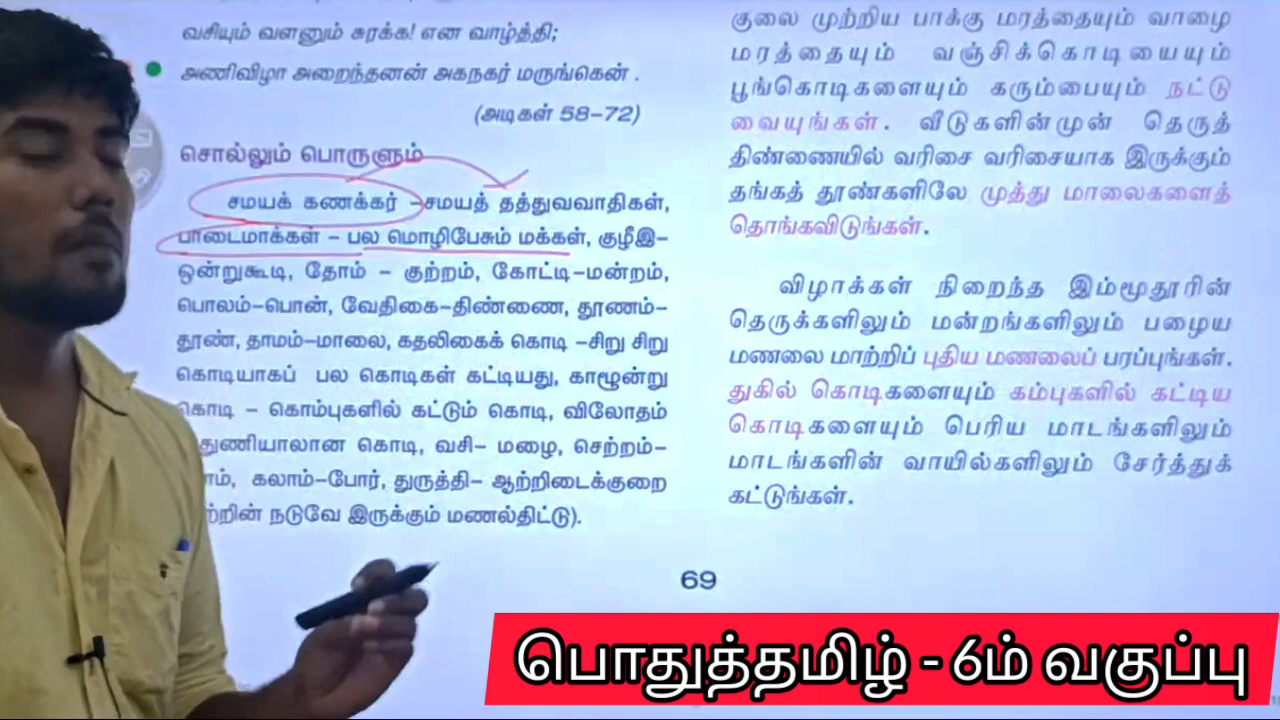 வசியும் வளனும் சுரக்க! என வாழ்த்தி;
அணிவிழா அறைந்தனன் அகநகர் மருங்கென் .
(அடிகள் 58-72)
சொல்லும் பொருளும்
சமயக் கணக்கர் -சமயத் தத்துவவாதிகள்,
பாடைமாக்கள் - பல மொழிபேசும் மக்கள், குழீஇ-
ஒன்றுகூடி, தோம் - குற்றம், கோட்டி-மன்றம்,
பொலம்-பொன், வேதிகை-திண்ணை, தூணம்-
தூண், தாமம்-மாலை, கதலிகைக் கொடி -சிறு சிறு
கொடியாகப் பல கொடிகள் கட்டியது, காழூன்று
கொடி - கொம்புகளில் கட்டும் கொடி, விலோதம்
துணியாலான கொடி, வசி- மழை, செற்றம்-
கலாம்-போர், துருத்தி- ஆற்றிடைக்குறை
நடுவே இருக்கும் மணல்திட்டு).
குலை முற்றிய பாக்கு மரத்தையும் வாழை
மரத்தையும் வஞ்சிக்கொடியையும்
பூங்கொடிகளையும் கரும்பையும் நட்டு
வையுங்கள். வீடுகளின்முன் தெருத்
திண்ணையில் வரிசை வரிசையாக இருக்கும்
தங்கத் தூண்களிலே முத்து மாலைகளைத்
தொங்கவிடுங்கள்.
விழாக்கள் நிறைந்த இம்மூதூரின்
தெருக்களிலும் மன்றங்களிலும் பழைய
மணலை மாற்றிப் புதிய மணலைப் பரப்புங்கள்.
துகில் கொடிகளையும் கம்புகளில் கட்டிய
கொடிகளையும் பெரிய மாடங்களிலும்
மாடங்களின் வாயில்களிலும் சேர்த்துக்
கட்டுங்கள்.
69
பொதுத்தமிழ் - 6ம் வகுப்பு